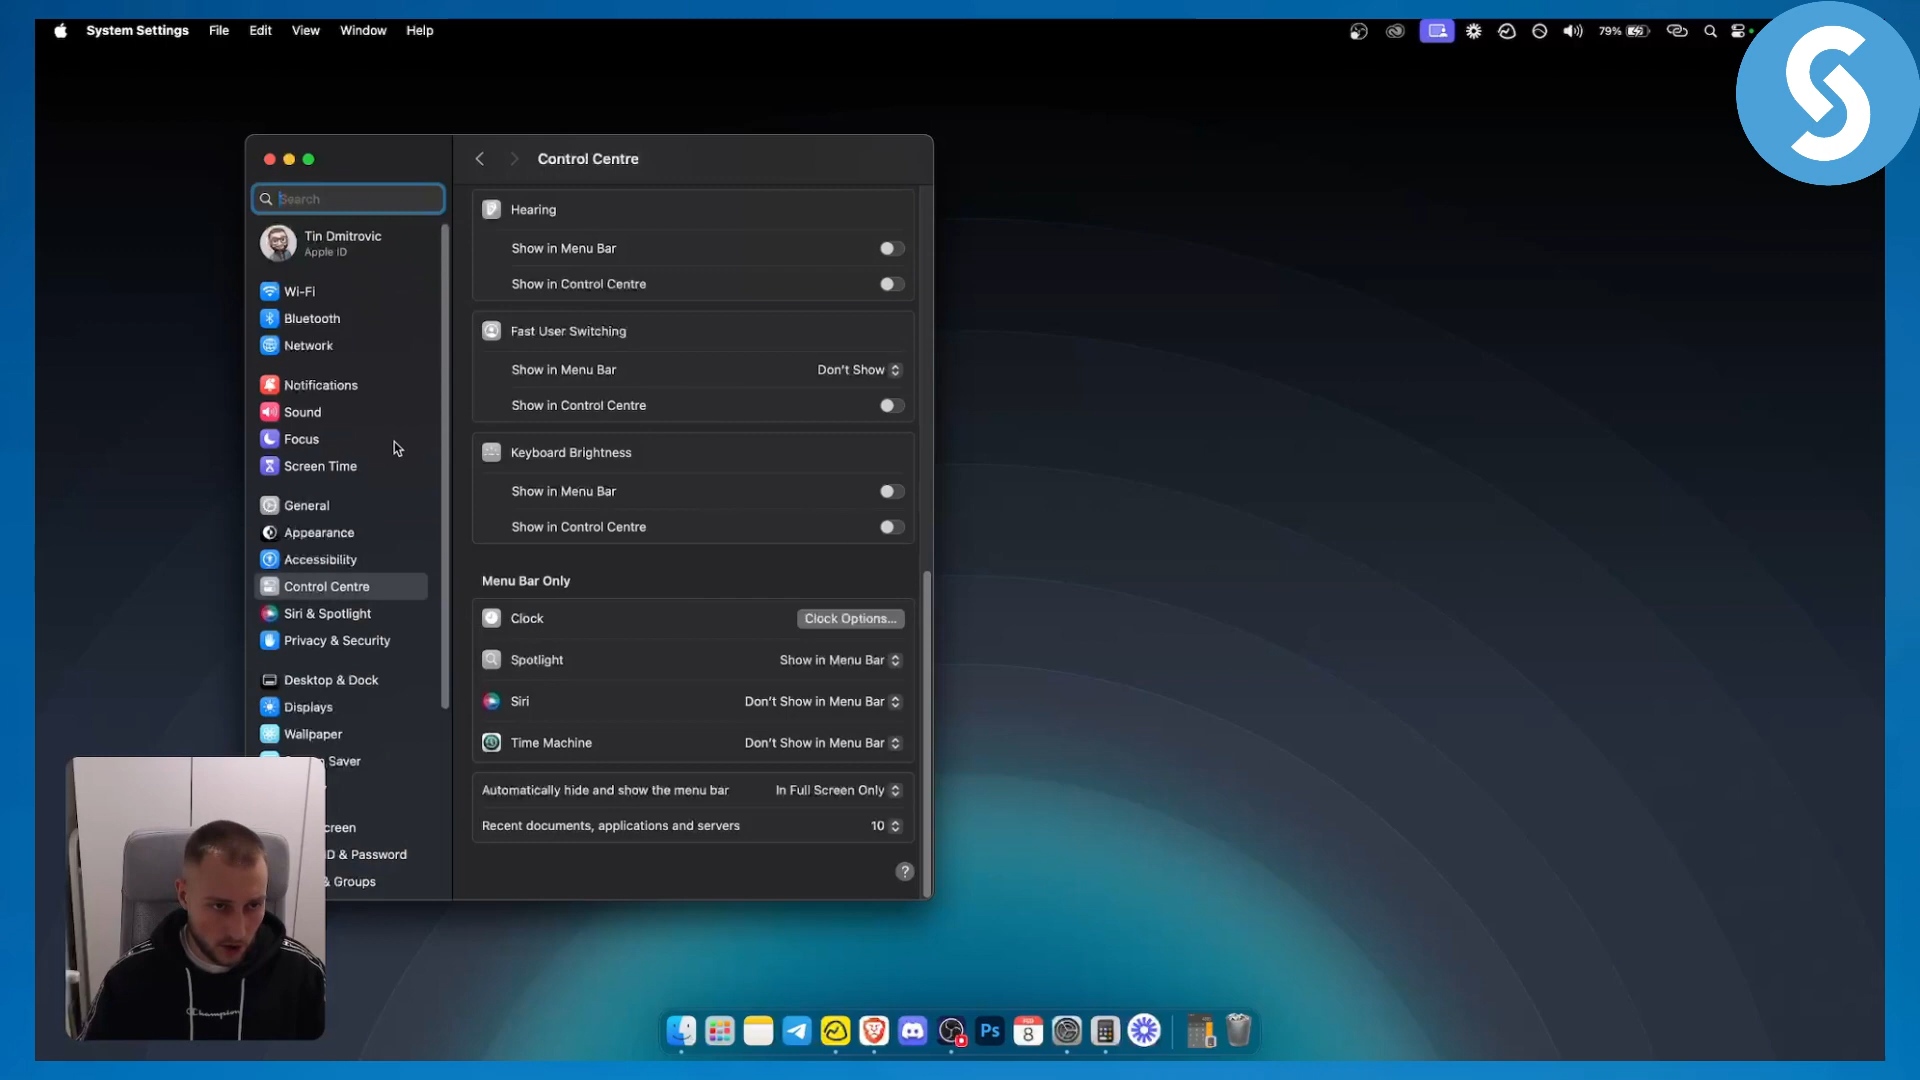 System Settings File Edit View Window Help
79%
Control Centre
Search
Tin Dmitrovic
Apple ID
Wi-Fi
Bluetooth
Network
Notifications
Sound
Focus
Screen Time
General
Appearance
Accessibility
Control Centre
Siri & Spotlight
Privacy & Security
Desktop & Dock
Displays
Wallpaper
Saver
creen
ID & Password
& Groups
Hearing
Show in Menu Bar
Show in Control Centre
Fast User Switching
Show in Menu Bar Don't Show
Show in Control Centre
Keyboard Brightness
Show in Menu Bar
Show in Control Centre
Menu Bar Only
Clock Clock Options...
Spotlight Show in Menu Bar
Siri Don't Show in Menu Bar
Time Machine Don't Show in Menu Bar
Automatically hide and show the menu bar In Full Screen Only
Recent documents, applications and servers 10
?
Champion
Ps
FEB
8